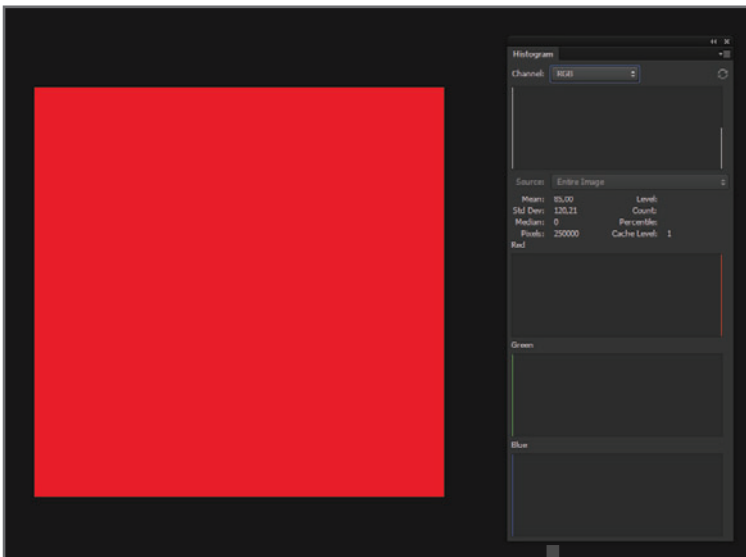 Histogram
Channel: RGB
Source: Entire Image
Mean: 85,00 Level:
Std Dev: 120,21 Count:
Median: 0 Percentile:
Pixels: 250000 Cache Level: 1
Red
Green
Blue